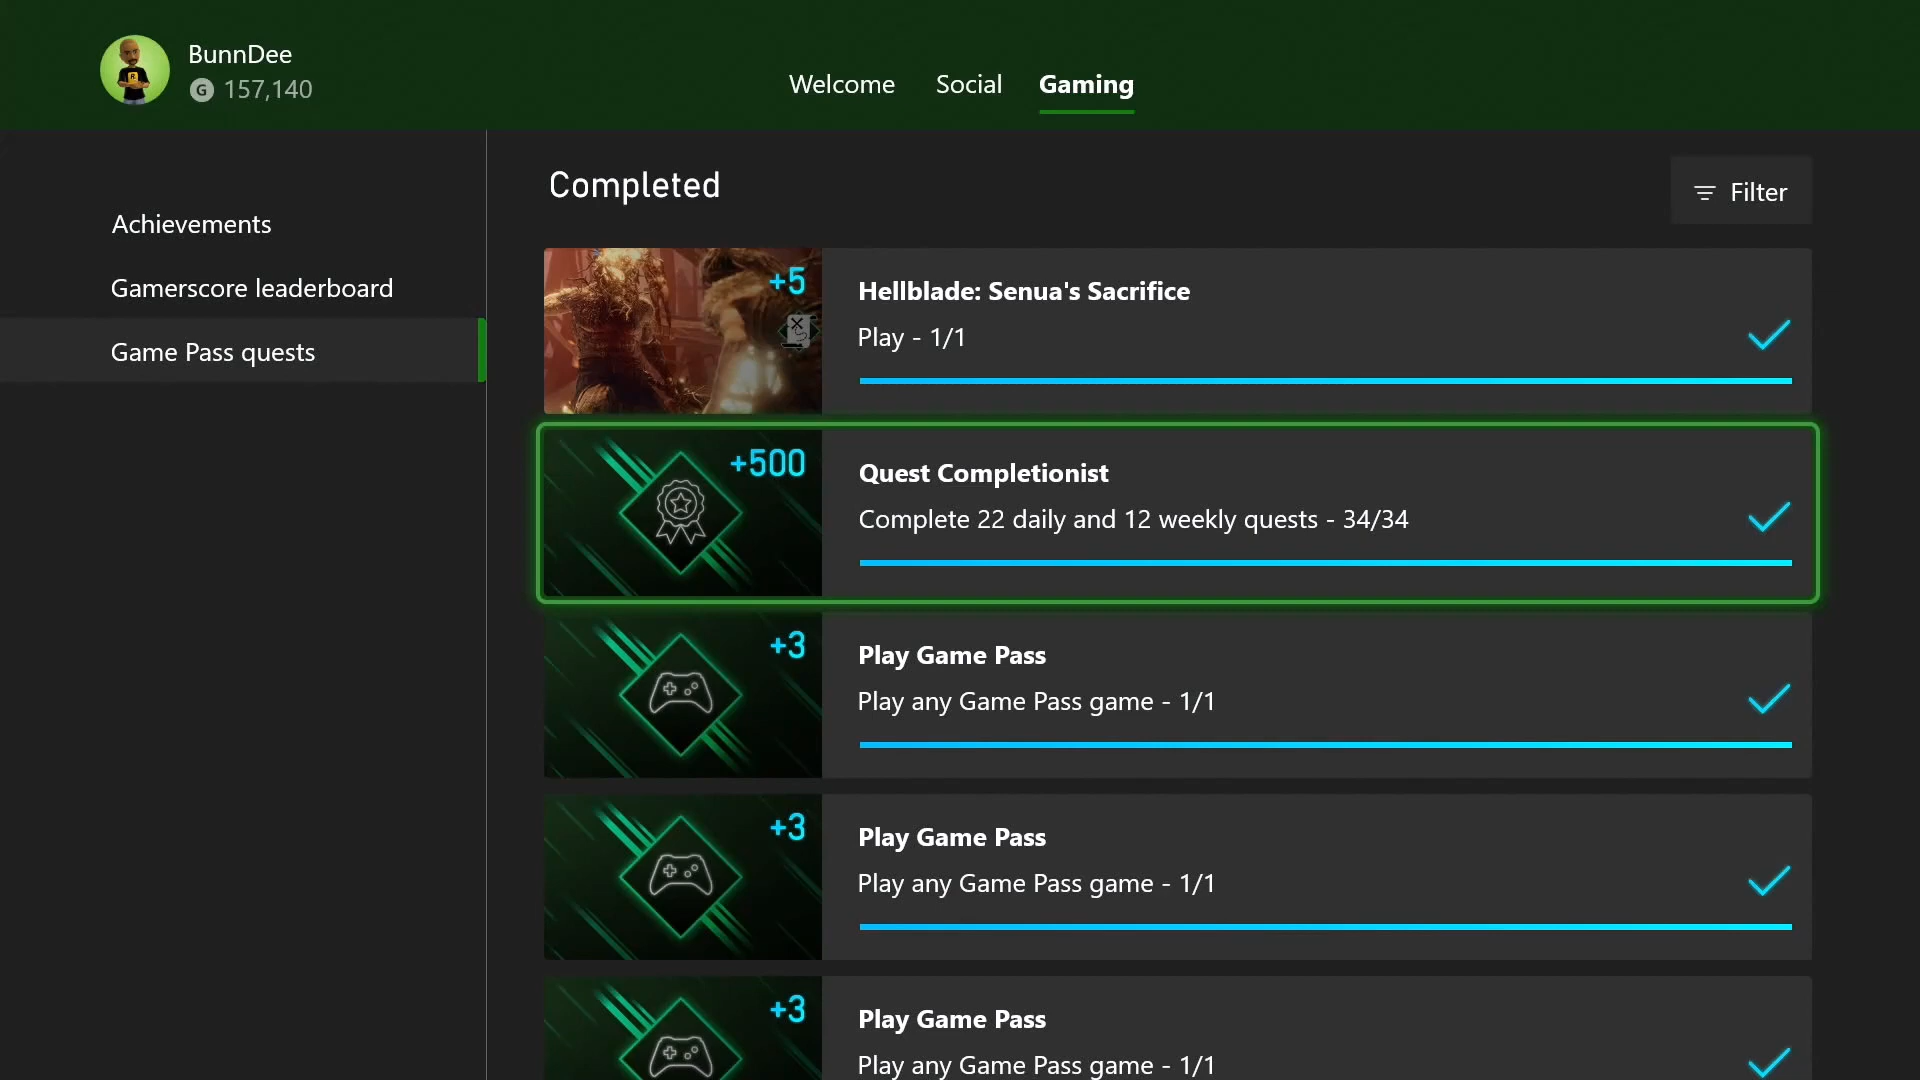 BunnDee
G 157,140
Welcome
Social
Gaming
Achievements
Gamerscore leaderboard
Game Pass quests
Completed
Filter
+5
Hellblade: Senua's Sacrifice
Play - 1/1
+500
Quest Completionist
Complete 22 daily and 12 weekly quests - 34/34
+3
Play Game Pass
Play any Game Pass game - 1/1
+3
Play Game Pass
Play any Game Pass game - 1/1
+3
Play Game Pass
Play any Game Pass game - 1/1